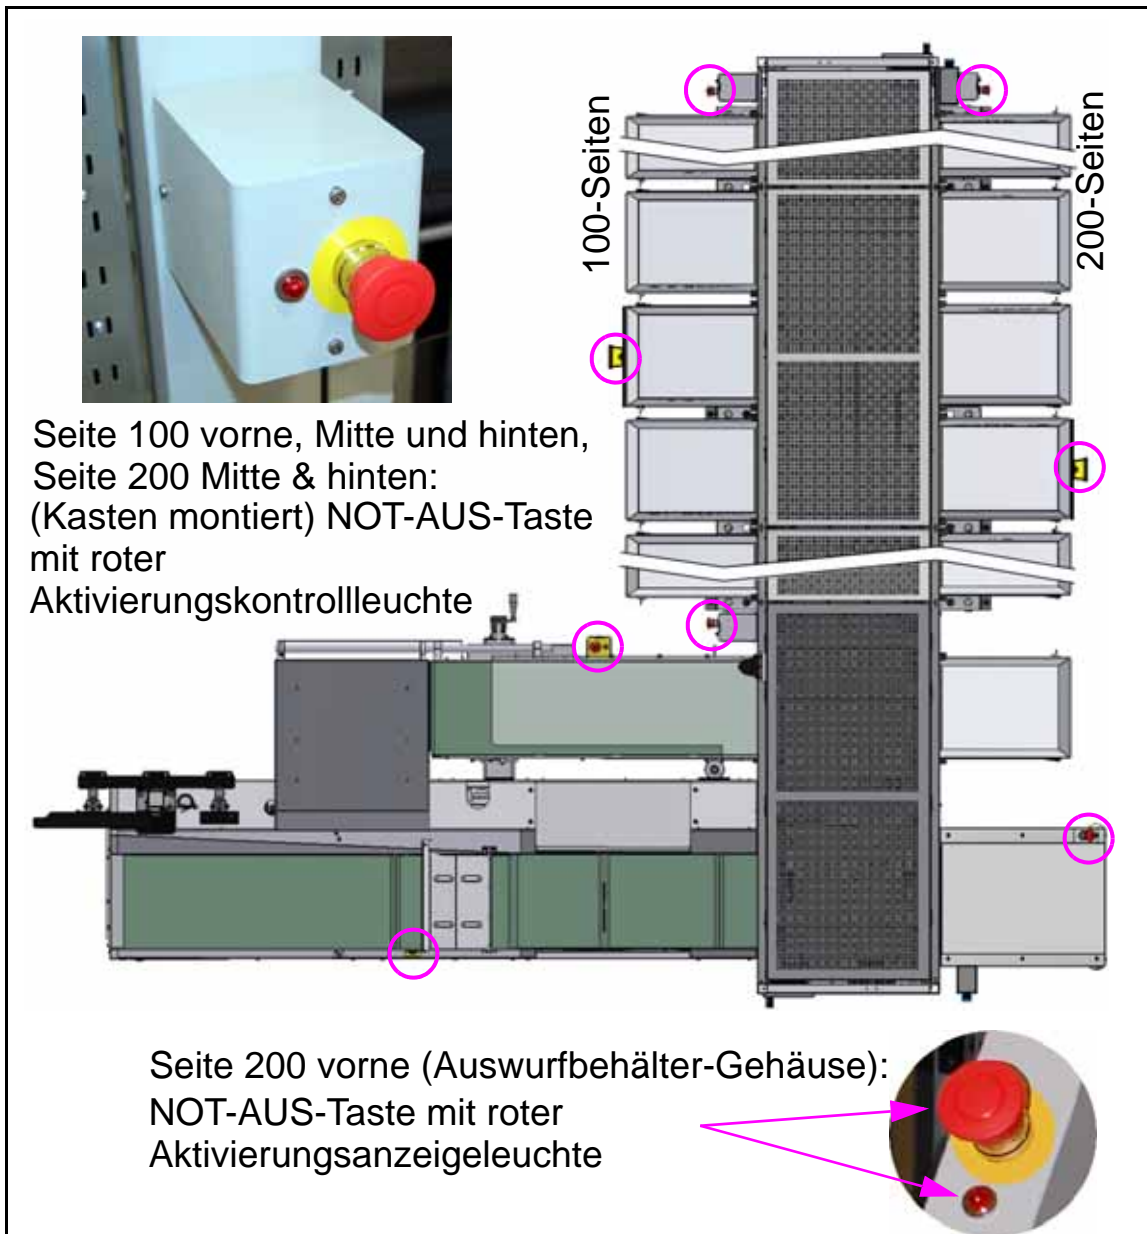 100-Seiten
200-Seiten
Seite 100 vorne, Mitte und hinten,
Seite 200 Mitte & hinten:
(Kasten montiert) NOT-AUS-Taste
mit roter
Aktivierungskontrollleuchte
Seite 200 vorne (Auswurfbehälter-Gehäuse):
NOT-AUS-Taste mit roter
Aktivierungsanzeigeleuchte